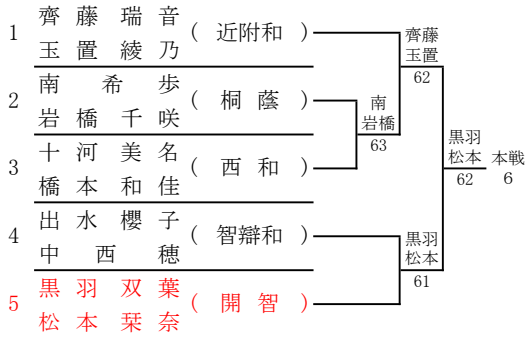 1 齊藤瑞音
玉置綾乃
(近附和)
2 南希歩
岩橋千咲
(桐蔭)
3 十河美名
橋本和佳
(西和)
4 出水櫻子
中西穂
(智辯和)
5 黒羽双葉
松本栞奈
(開智)
南
岩橋
63
齊藤
玉置
62
黒羽
松本
61
黒羽
松本
62
本戦
6